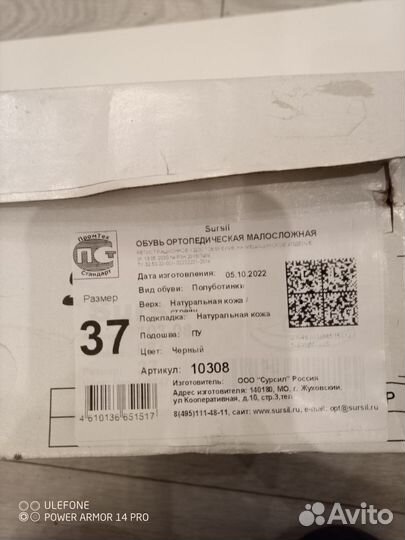 Sursil
ОБУВЬ ОРТОПЕДИЧЕСКАЯ МАЛОСЛОЖНАЯ
ПромТех
ПС
Стандарт
Дата изготовления: 05.10.2022
Вид обуви: Полуботинки
Размер
37
Верх: Натуральная кожа /
Подкладка: Натуральная кожа
Подошва: ПУ
Цвет: Черный
Артикул: 10308
Изготовитель: ООО "Сурсил" Россия
Адрес изготовителя: 140180, МО, г. Жуховский,
ул Кооперативная, д.10, стр.3,тел
8(495)111-48-11, сайт: www.sursil.ru, e-mail: opt@sursil.ru
4 610136 651517
ULEFONE
POWER ARMOR 14 PRO
Avito